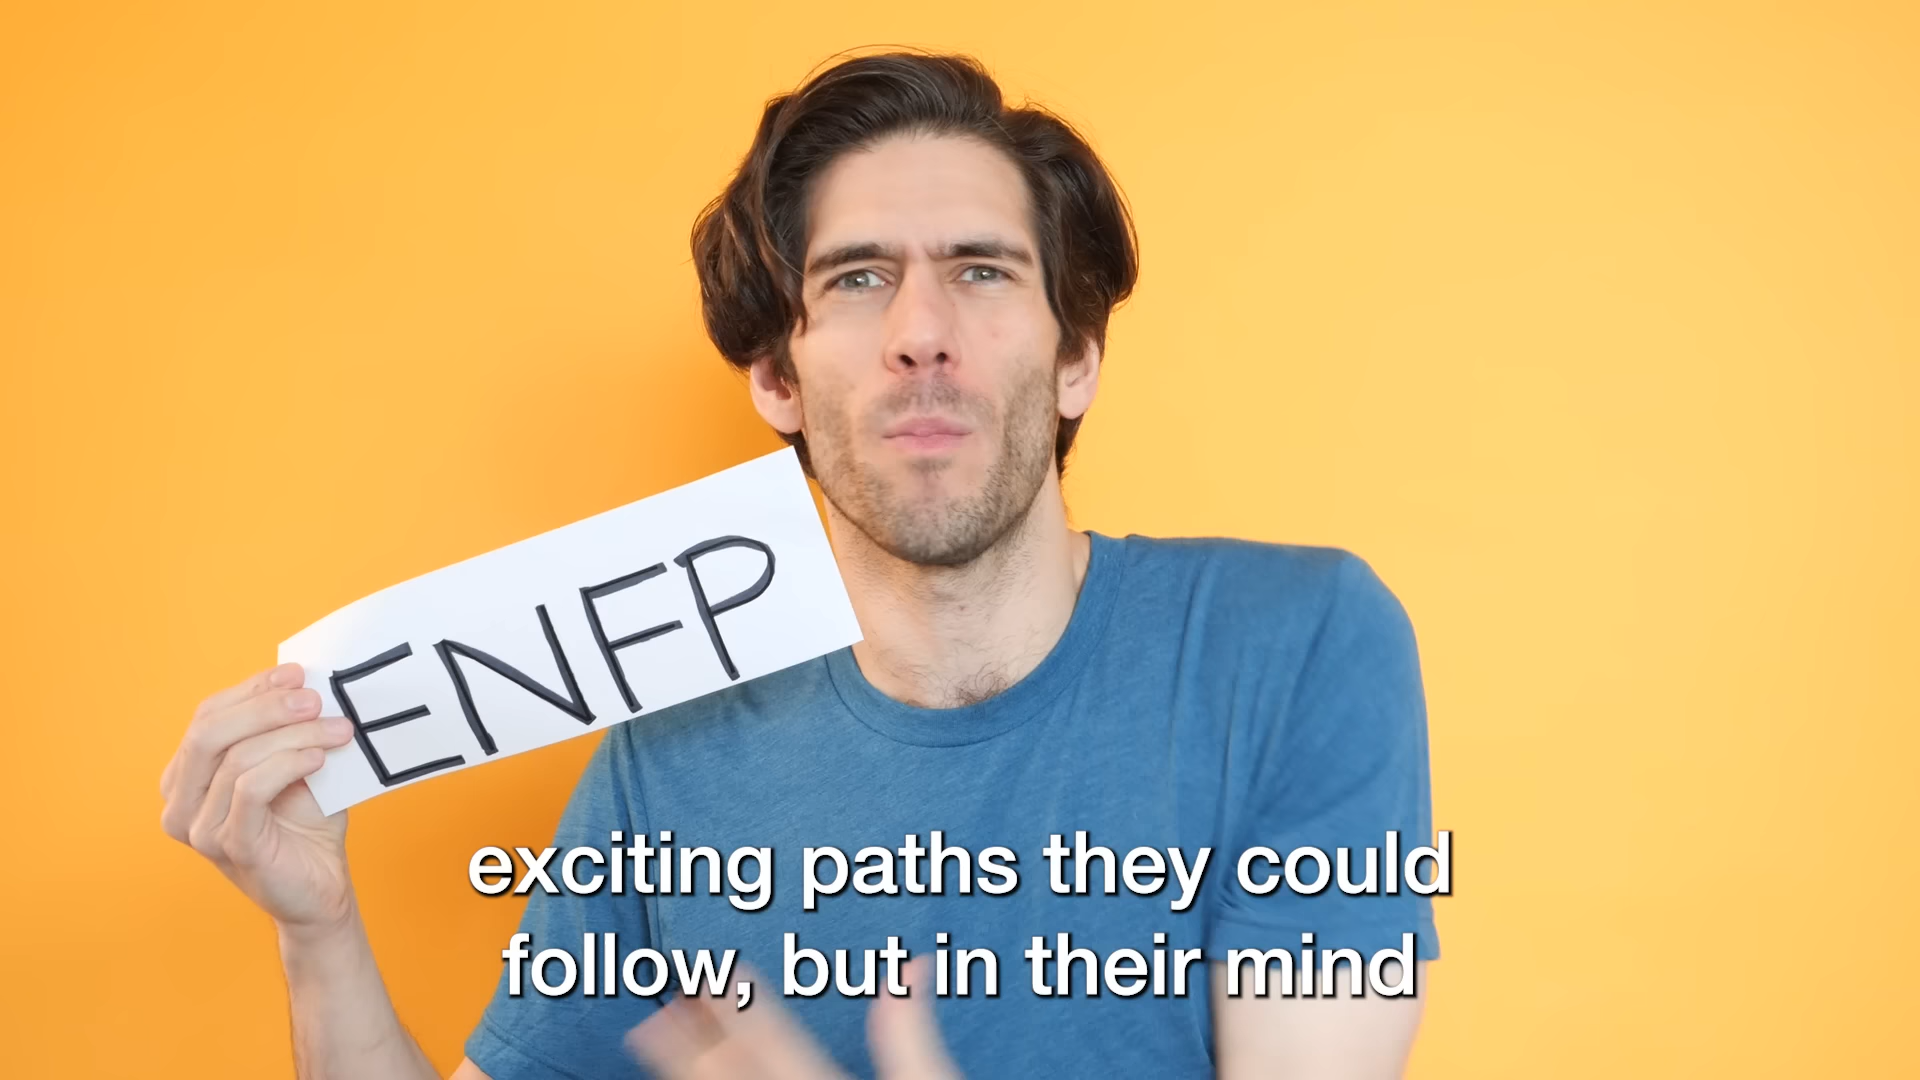 ENFP
exciting paths they could
follow, but in their mind